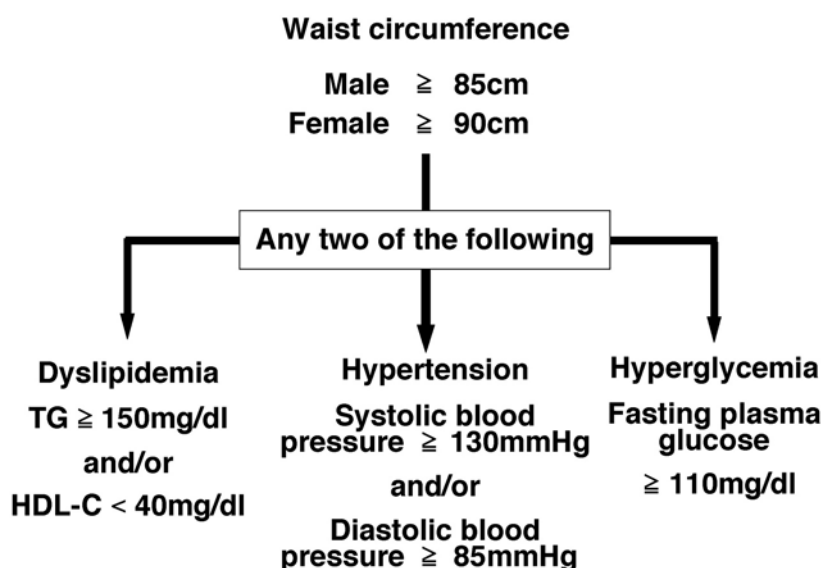 Waist circumference
Male ≧ 85cm
Female ≧ 90cm
Any two of the following
Dyslipidemia
TG ≧ 150mg/dl
and/or
HDL-C < 40mg/dl
Hypertension
Systolic blood
pressure ≧ 130mmHg
and/or
Diastolic blood
pressure ≧ 85mmHg
Hyperglycemia
Fasting plasma
glucose
≧ 110mg/dl